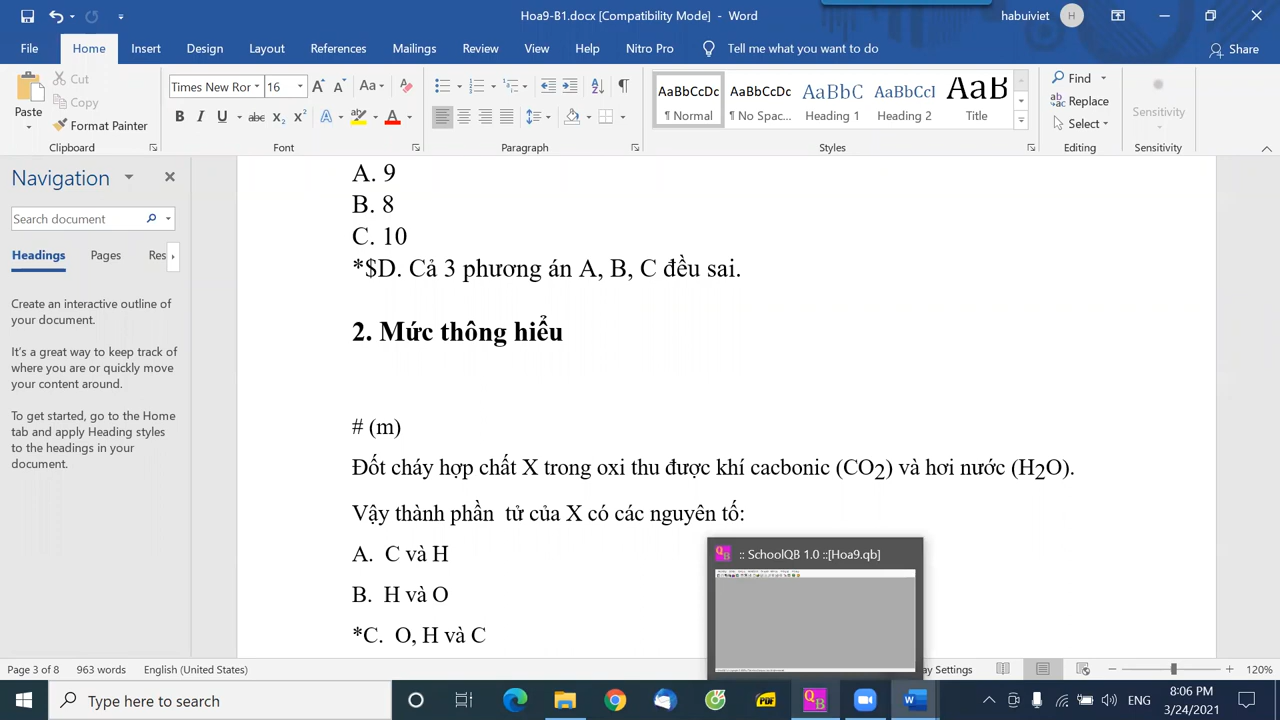 Hoa9-B1.docx [Compatibility Mode] - Word
habuiviet
H
File Home Insert Design Layout References Mailings Review View Help Nitro Pro Tell me what you want to do Share
Paste
Cut
Copy
Format Painter
Clipboard
Times New Ror 16
Font
Paragraph
AaBbCcDc AaBbCcDc AaBbC AaBbCcI AaB
¶ Normal ¶ No Spac... Heading 1 Heading 2 Title
Styles
Find
Replace
Select
Editing
Sensitivity
Sensitivity
Navigation
Search document
Headings Pages Res
Create an interactive outline of
your document.
It's a great way to keep track of
where you are or quickly move
your content around.
To get started, go to the Home
tab and apply Heading styles
to the headings in your
document.
A. 9
B. 8
C. 10
*$D. Cả 3 phương án A, B, C đều sai.
2. Mức thông hiểu
# (m)
Đốt cháy hợp chất X trong oxi thu được khí cacbonic (CO2) và hơi nước (H2O).
Vậy thành phần tử của X có các nguyên tố:
A. C và H
B. H và O
*C. O, H và C
:: SchoolQB 1.0 ::[Hoa9.qb]
Page 3 of 8 963 words English (United States)
ay Settings
120%
Type here to search
QB
PDF
ENG
8:06 PM
3/24/2021